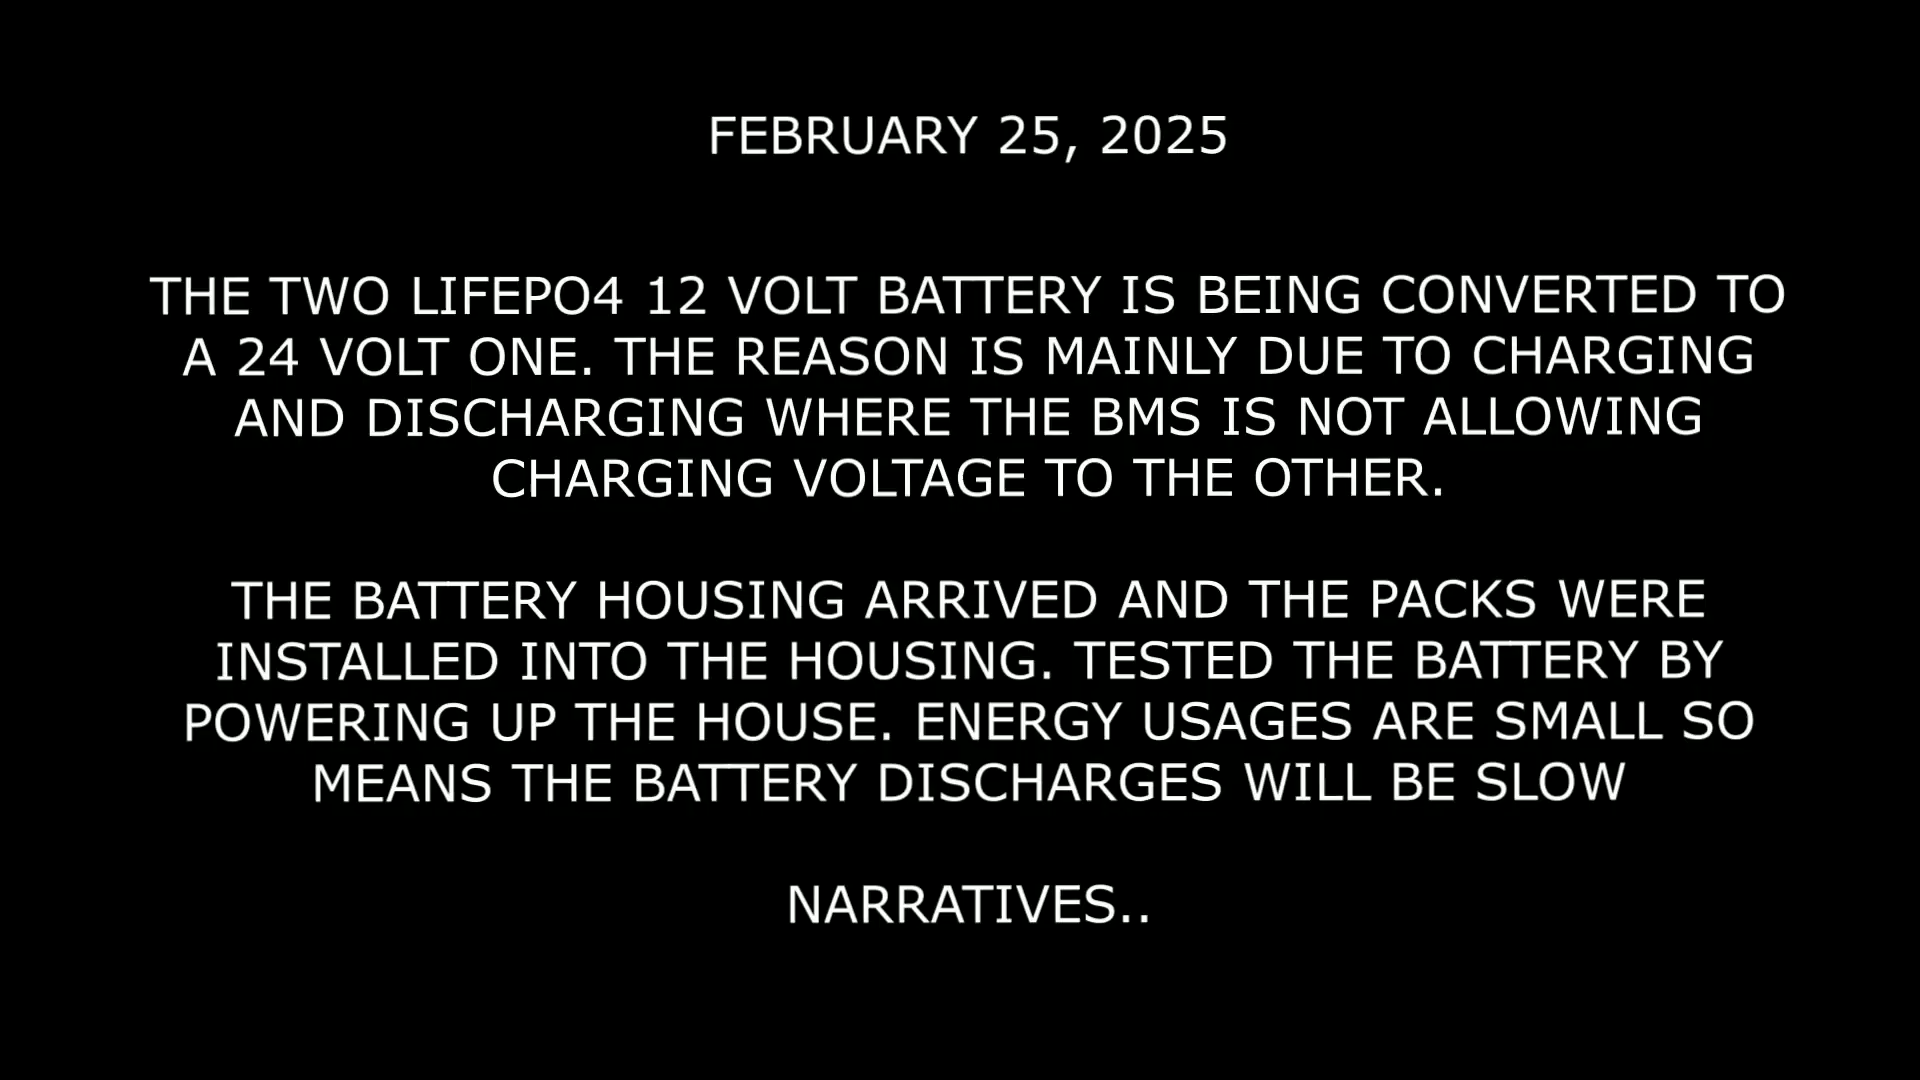 FEBRUARY 25, 2025
THE TWO LIFEPO4 12 VOLT BATTERY IS BEING CONVERTED TO
A 24 VOLT ONE. THE REASON IS MAINLY DUE TO CHARGING
AND DISCHARGING WHERE THE BMS IS NOT ALLOWING
CHARGING VOLTAGE TO THE OTHER.
THE BATTERY HOUSING ARRIVED AND THE PACKS WERE
INSTALLED INTO THE HOUSING. TESTED THE BATTERY BY
POWERING UP THE HOUSE. ENERGY USAGES ARE SMALL SO
MEANS THE BATTERY DISCHARGES WILL BE SLOW
NARRATIVES..